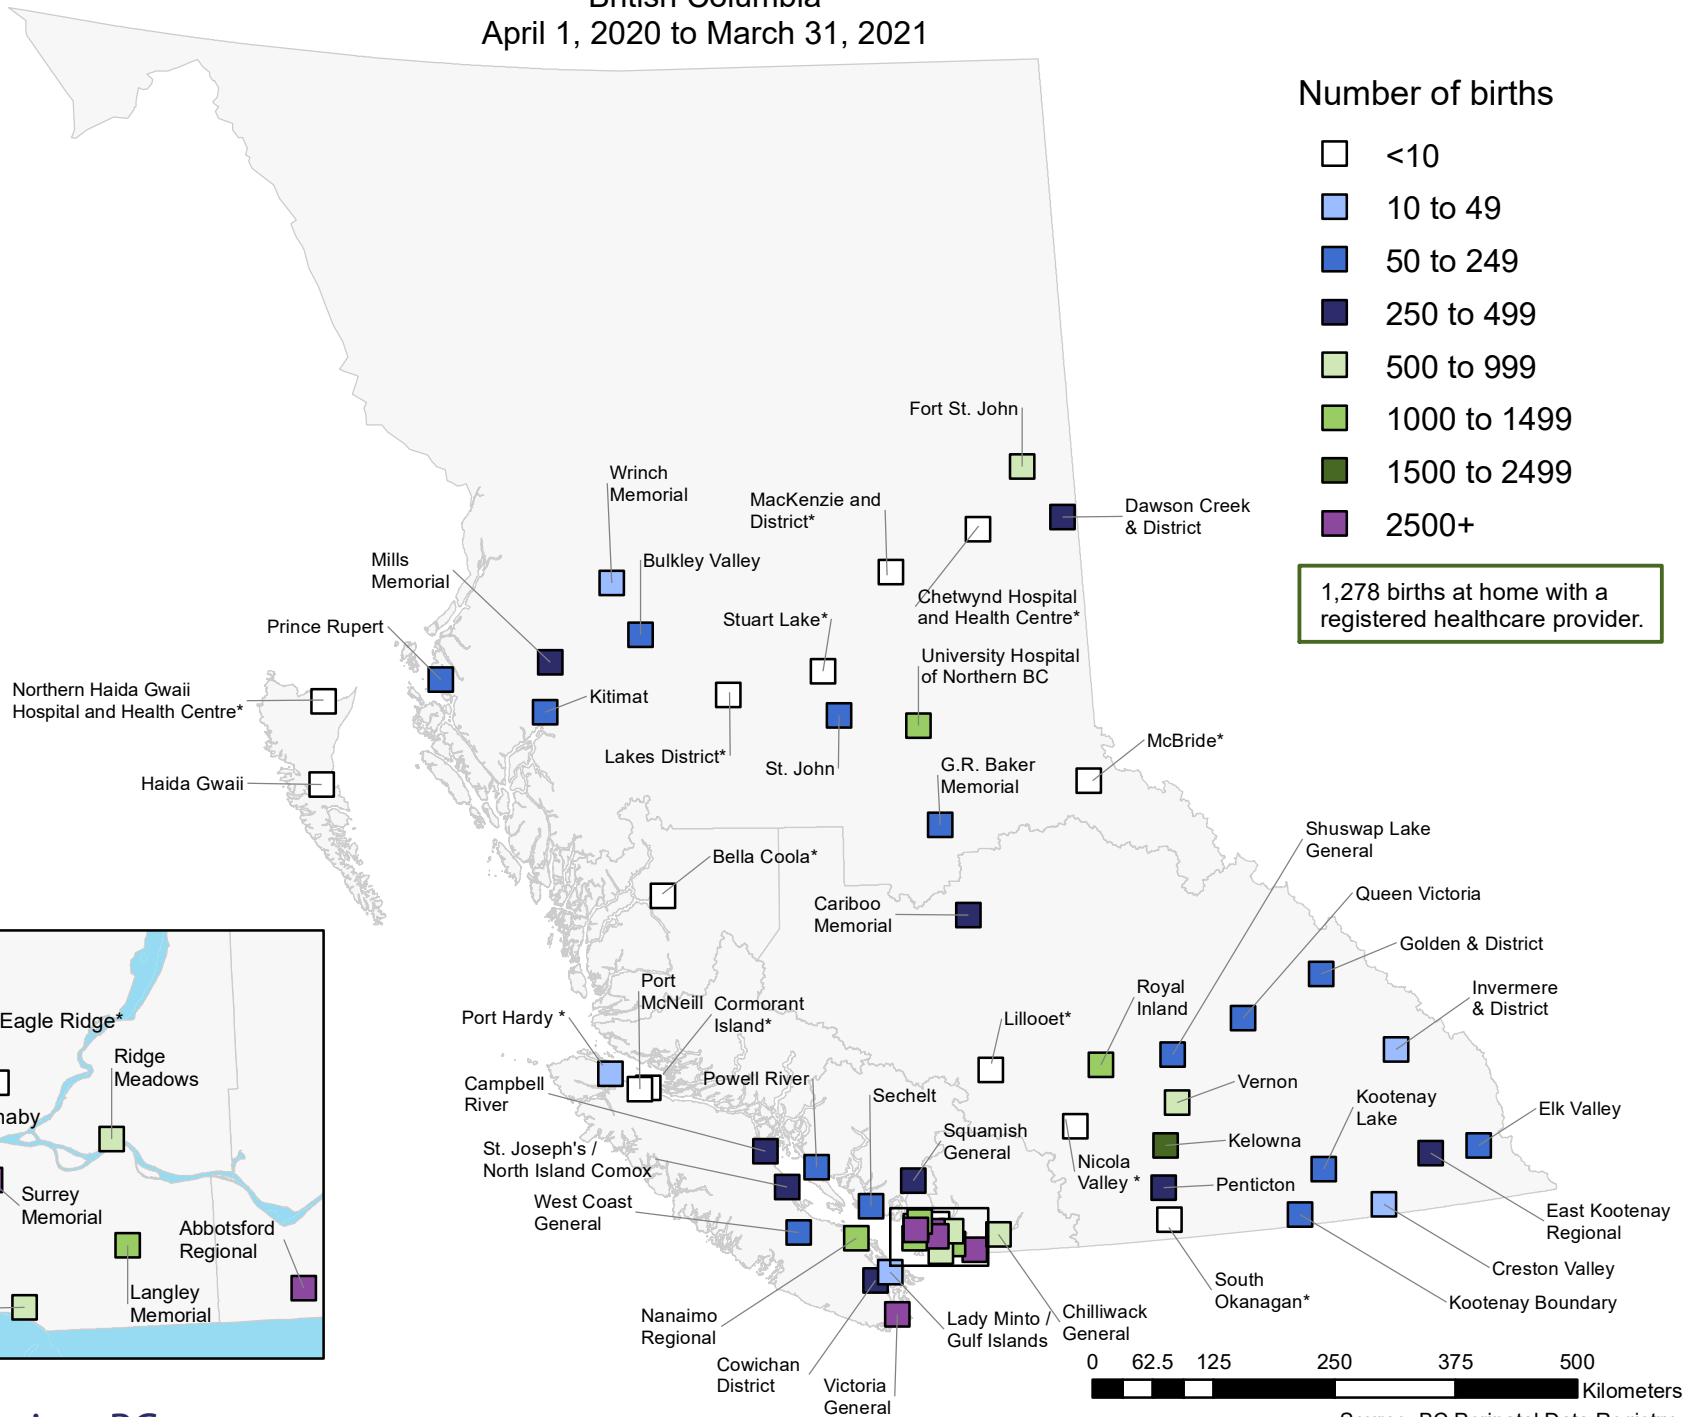 British Columbia
April 1, 2020 to March 31, 2021
Number of births
<10
10 to 49
50 to 249
250 to 499
500 to 999
1000 to 1499
1500 to 2499
2500+
1,278 births at home with a
registered healthcare provider.
Fort St. John
Wrinch
Memorial
MacKenzie and
District*
Dawson Creek
& District
Mills
Memorial
Bulkley Valley
Chetwynd Hospital
and Health Centre*
Stuart Lake*
Prince Rupert
University Hospital
of Northern BC
Northern Haida Gwaii
Hospital and Health Centre*
Kitimat
Lakes District*
St. John
McBride*
G.R. Baker
Memorial
Haida Gwaii
Shuswap Lake
General
Bella Coola*
Queen Victoria
Cariboo
Memorial
Golden & District
Port
McNeill
Cormorant
Island*
Royal
Inland
Invermere
& District
Port Hardy *
Lillooet*
Campbell
River
Powell River
Sechelt
Vernon
Kootenay
Lake
Elk Valley
Squamish
General
St. Joseph's /
North Island Comox
Kelowna
Nicola
Valley *
Penticton
West Coast
General
East Kootenay
Regional
Creston Valley
South
Okanagan*
Kootenay Boundary
Nanaimo
Regional
Lady Minto /
Gulf Islands
Chilliwack
General
Cowichan
District
Victoria
General
Eagle Ridge*
Ridge
Meadows
Surrey
Memorial
Abbotsford
Regional
Langley
Memorial
0 62.5 125 250 375 500
Kilometers